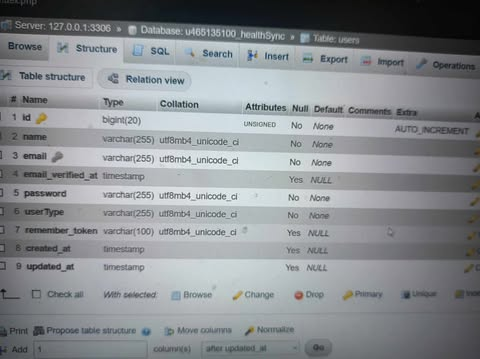 index.php
Server: 127.0.0.1:3306 » Database: u465135100_healthSync » Table: users
Browse Structure SQL Search Insert Export Import Operations
Table structure Relation view
# Name Type Collation Attributes Null Default Comments Extra
1 id bigint(20) UNSIGNED No None AUTO_INCREMENT
2 name varchar(255) utf8mb4_unicode_ci No None
3 email varchar(255) utf8mb4_unicode_ci No None
4 email_verified_at timestamp Yes NULL
5 password varchar(255) utf8mb4_unicode_ci No None
6 userType varchar(255) utf8mb4_unicode_ci No None
7 remember_token varchar(100) utf8mb4_unicode_ci Yes NULL
8 created_at timestamp Yes NULL
9 updated_at timestamp Yes NULL
Check all With selected: Browse Change Drop Primary Unique
Print Propose table structure Move columns Normalize
Add 1 column(s) after updated_at Go